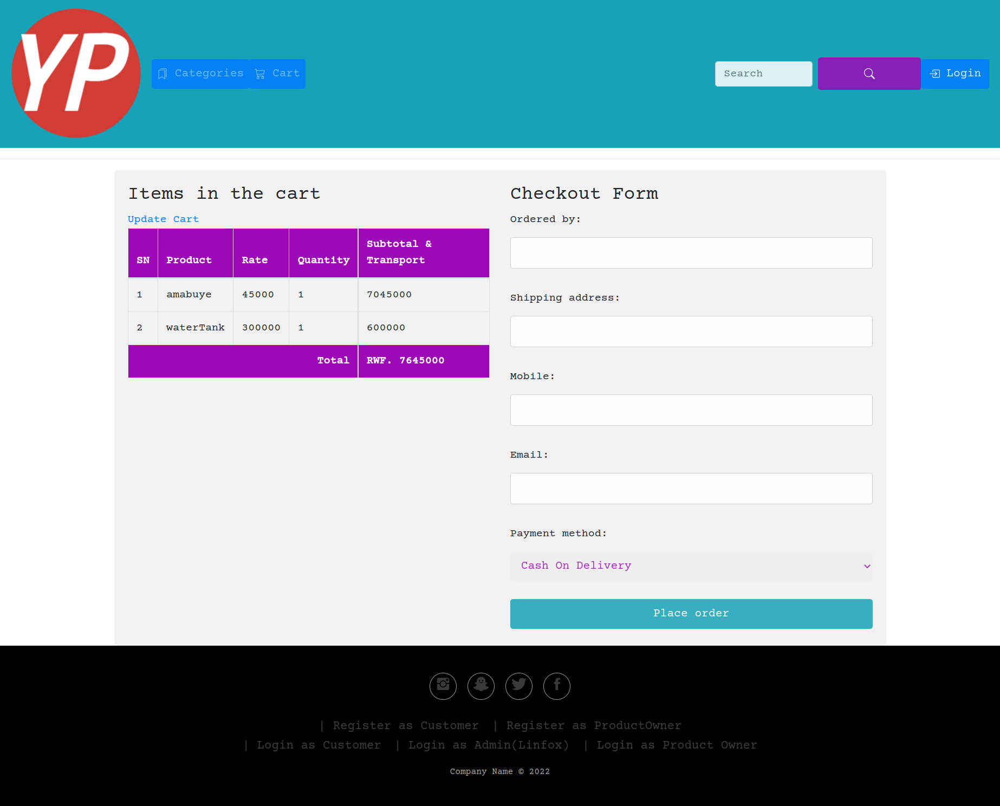 YP
Categories Cart
Search
Login
Items in the cart
Update Cart
SN Product Rate Quantity Subtotal &
Transport
1 amabuye 45000 1 7045000
2 waterTank 300000 1 600000
Total RWF. 7645000
Checkout Form
Ordered by:
Shipping address:
Mobile:
Email:
Payment method:
Cash On Delivery
Place order
| Register as Customer | Register as ProductOwner
| Login as Customer | Login as Admin(Linfox) | Login as Product Owner
Company Name © 2022